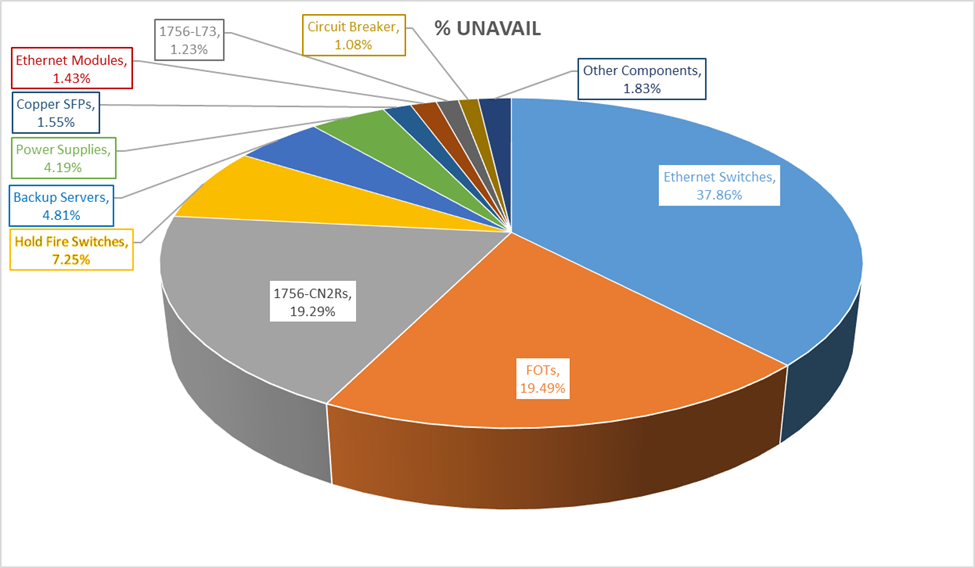 % UNAVAIL
Circuit Breaker,
1.08%
1756-L73,
1.23%
Ethernet Modules,
1.43%
Copper SFPs,
1.55%
Power Supplies,
4.19%
Backup Servers,
4.81%
Hold Fire Switches,
7.25%
Other Components,
1.83%
Ethernet Switches,
37.86%
1756-CN2Rs,
19.29%
FOTs,
19.49%